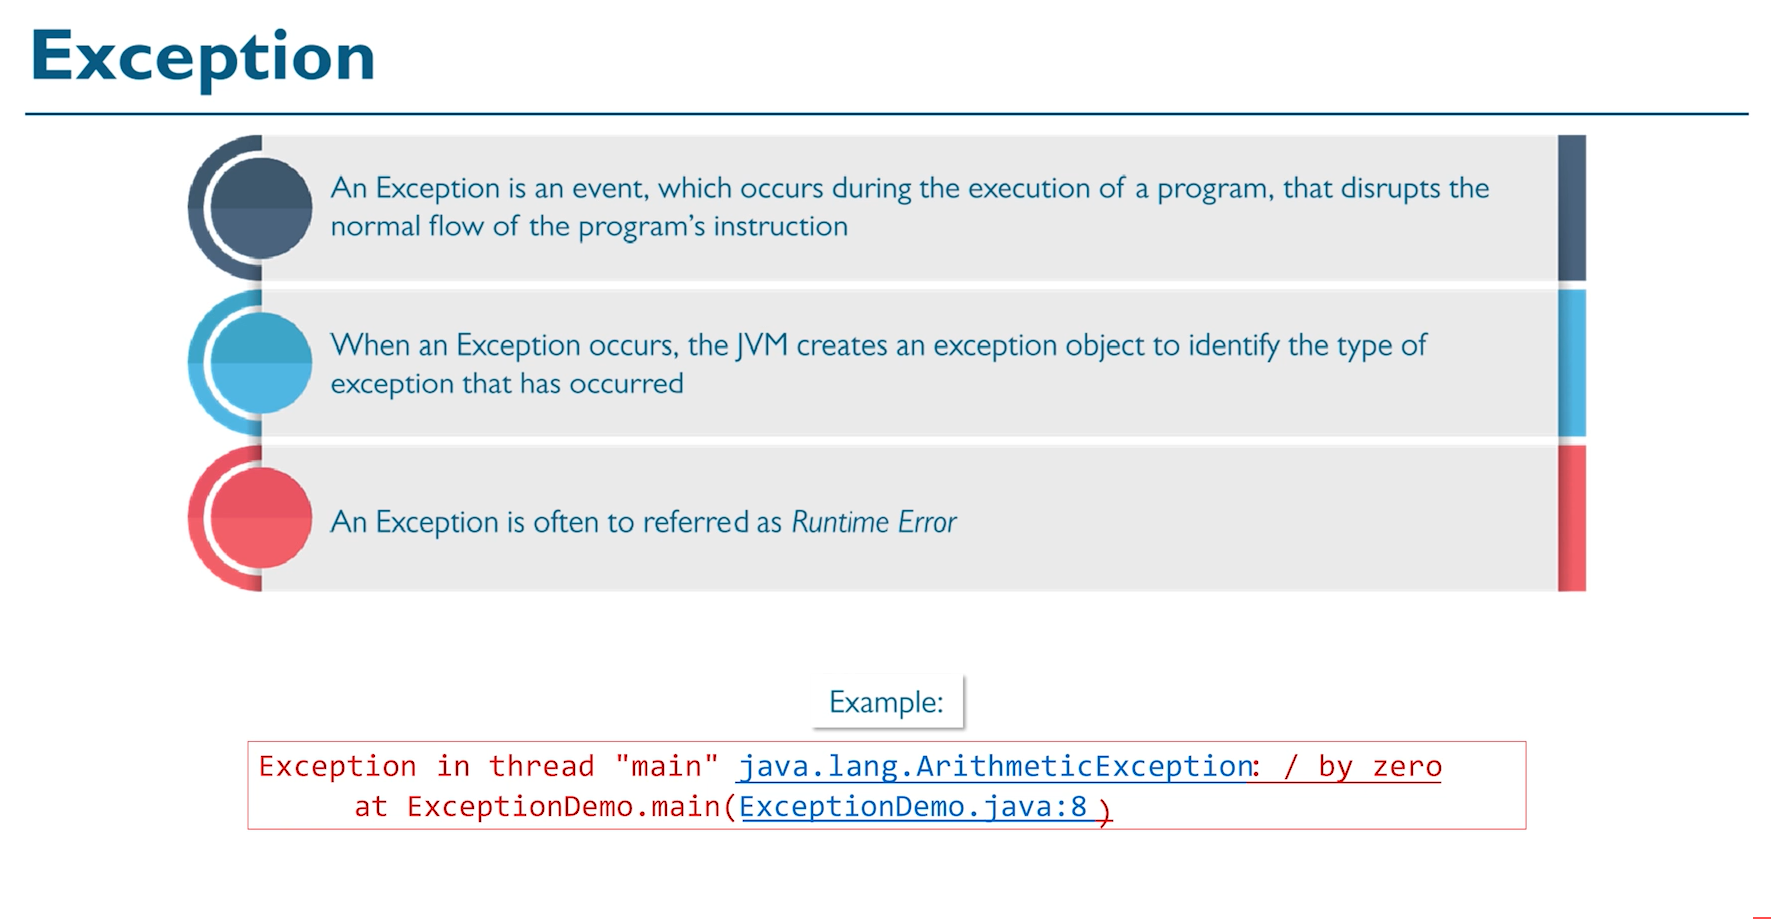 Exception
An Exception is an event, which occurs during the execution of a program, that disrupts the
normal flow of the program’s instruction
When an Exception occurs, the JVM creates an exception object to identify the type of
exception that has occurred
An Exception is often to referred as Runtime Error
Example:
Exception in thread "main" java.lang.ArithmeticException: / by zero
at ExceptionDemo.main(ExceptionDemo.java:8 )